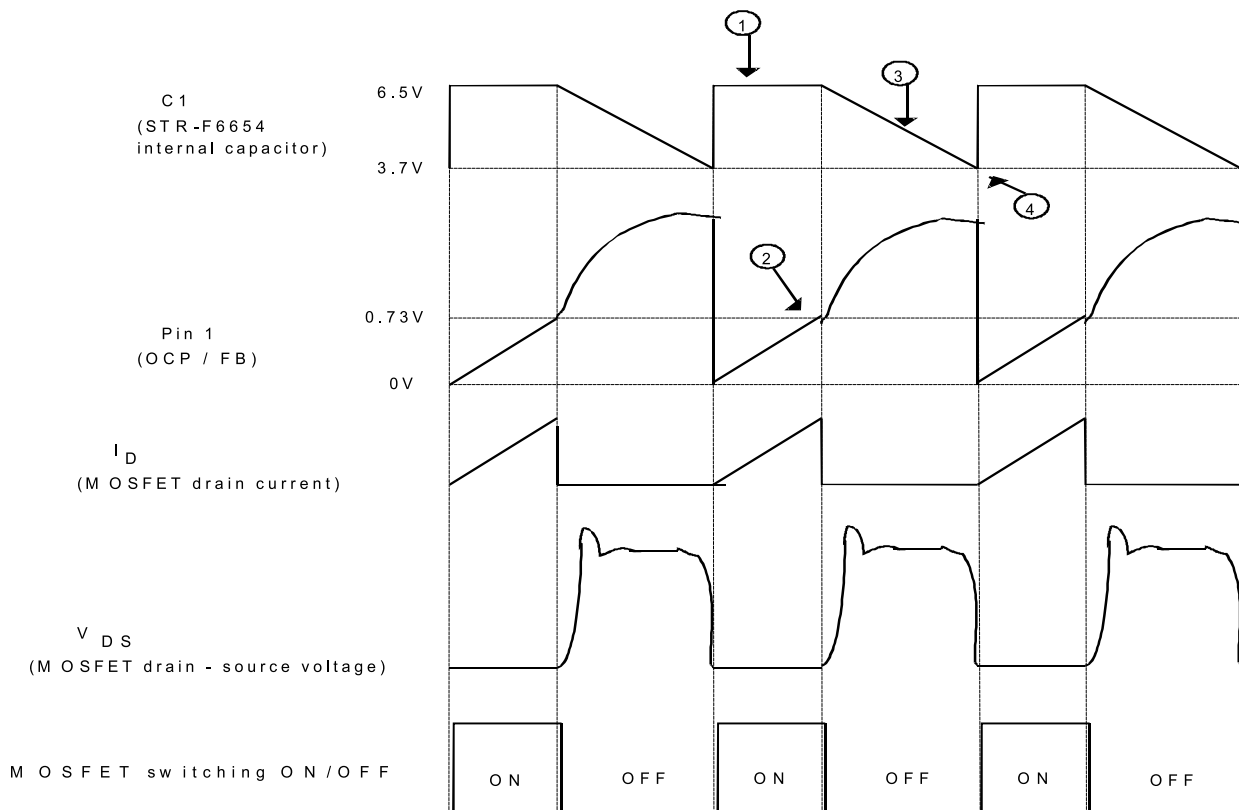 1
3
6.5V
C1
(STR-F6654
internal capacitor)
3.7V
4
2
0.73V
Pin 1
(OCP / FB)
0V
I D
(MOSFET drain current)
V DS
(MOSFET drain - source voltage)
MOSFET switching ON/OFF
ON OFF ON OFF ON OFF